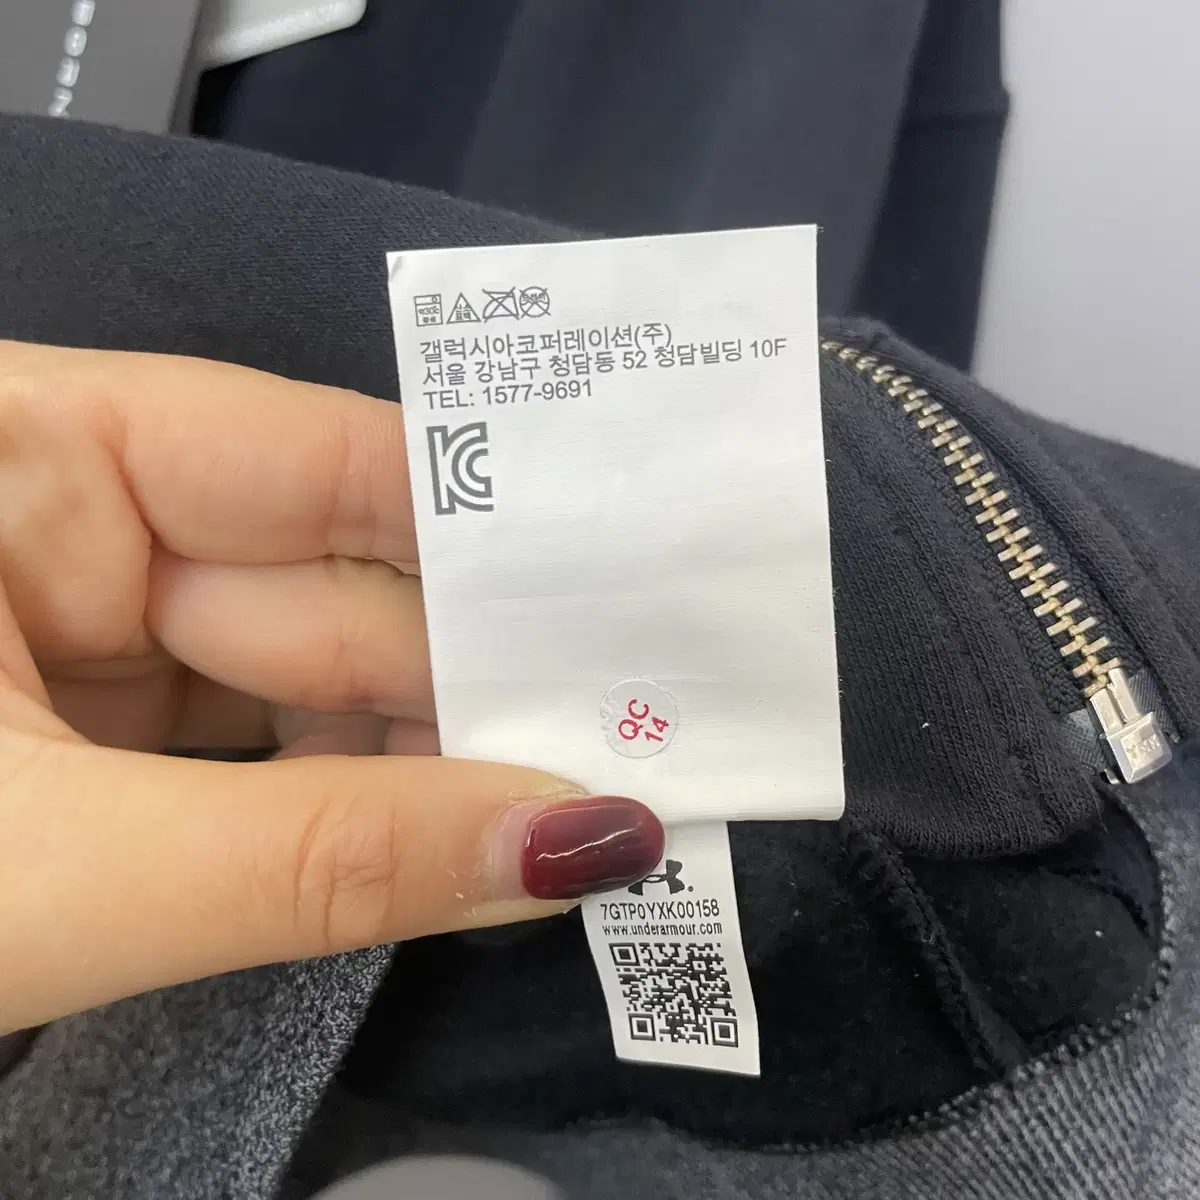 갤럭시아코퍼레이션(주)
서울 강남구 청담동 52 청담빌딩 10F
TEL: 1577-9691
KC
QC
14
7GTP0YXK00158
www.underarmour.com